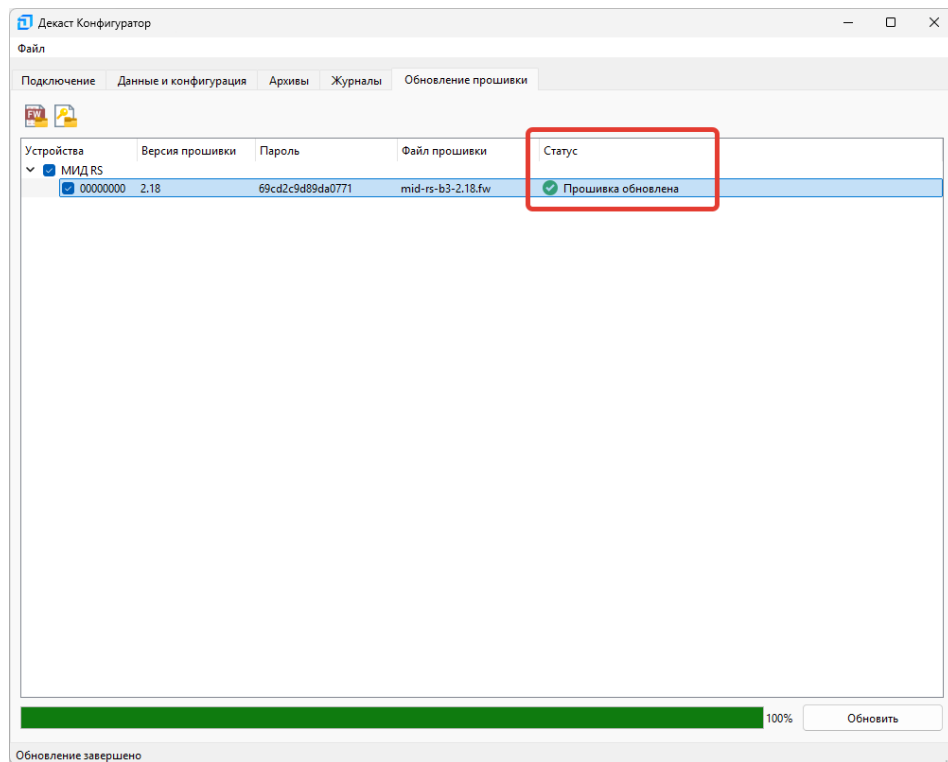 Декаст Конфигуратор
Файл
Подключение Данные и конфигурация Архивы Журналы Обновление прошивки
FW
Устройства Версия прошивки Пароль Файл прошивки Статус
МИД RS
00000000 2.18 69cd2c9d89da0771 mid-rs-b3-2.18.fw Прошивка обновлена
100% Обновить
Обновление завершено